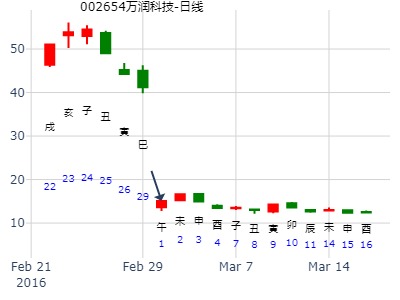 002654万润科技-日线
50
40
30
20
10
戌 亥 子 丑 寅 巳
22 23 24 25 26 29
午 未 申 酉 子 丑 寅 卯 辰 未 申 酉
1 2 3 4 7 8 9 10 11 14 15 16
Feb 21 Feb 29 Mar 7 Mar 14
2016